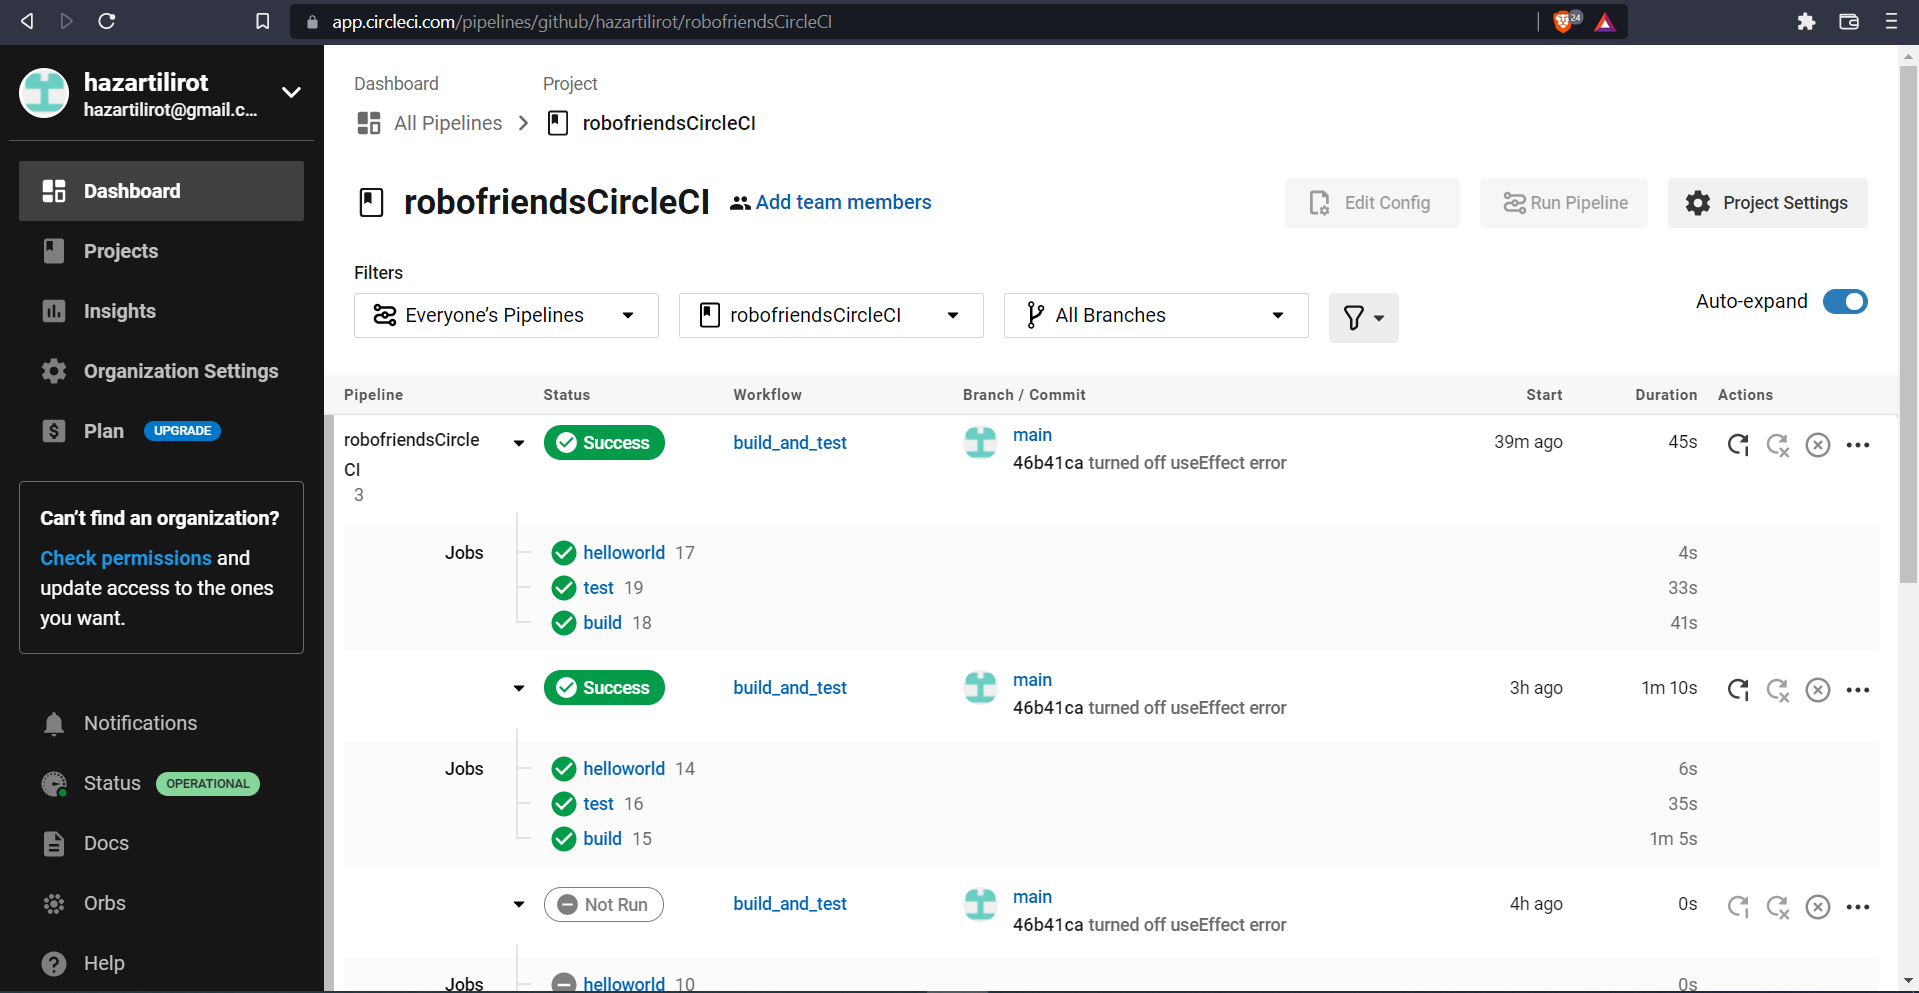 app.circleci.com/pipelines/github/hazartilirot/robofriendsCircleCI
24
hazartilirot
hazartilirot@gmail.c...
Dashboard
Projects
Insights
Organization Settings
Plan UPGRADE
Can't find an organization?
Check permissions and
update access to the ones
you want.
Notifications
Status OPERATIONAL
Docs
Orbs
Help
Dashboard Project
All Pipelines robofriendsCircleCI
robofriendsCircleCI Add team members Edit Config Run Pipeline Project Settings
Filters
Everyone's Pipelines robofriendsCircleCI All Branches Auto-expand
Pipeline Status Workflow Branch / Commit Start Duration Actions
robofriendsCircle
CI
3
Success build_and_test main 39m ago 45s
46b41ca turned off useEffect error
Jobs helloworld 17 4s
test 19 33s
build 18 41s
Success build_and_test main 3h ago 1m 10s
46b41ca turned off useEffect error
Jobs helloworld 14 6s
test 16 35s
build 15 1m 5s
Not Run build_and_test main 4h ago 0s
46b41ca turned off useEffect error
Jobs helloworld 10 0s